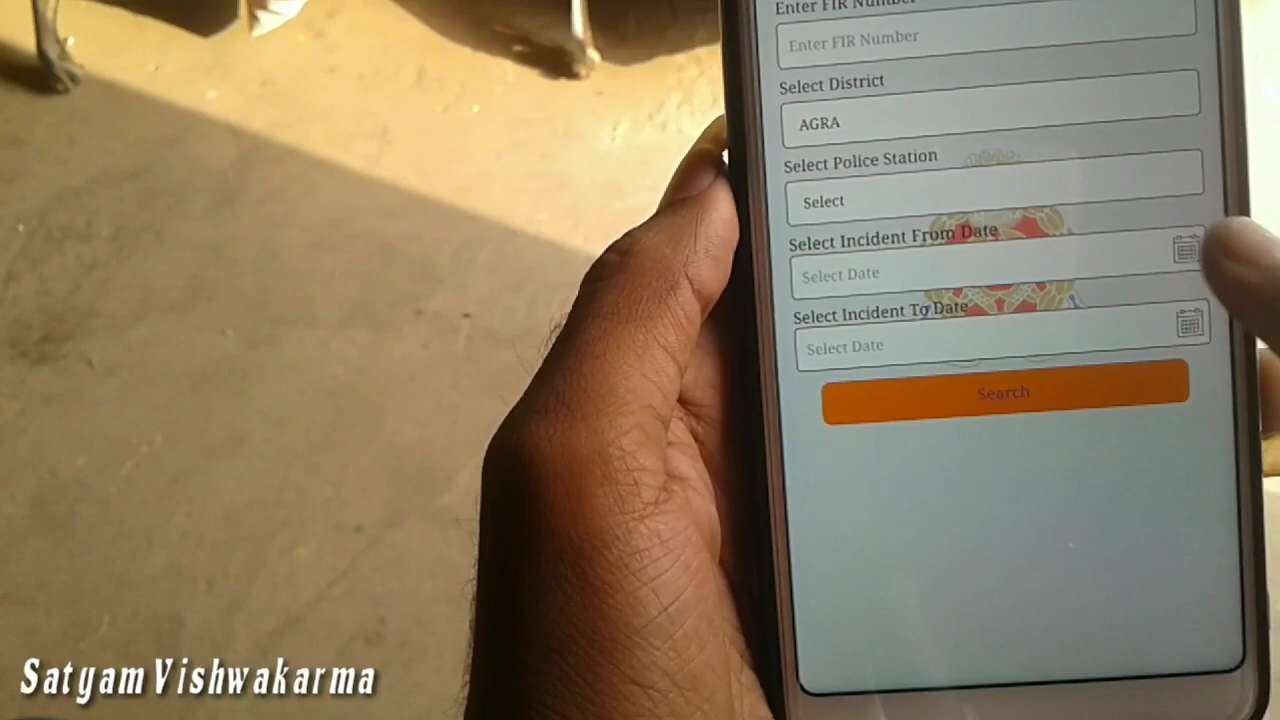 Enter FIR Number
Enter FIR Number
Select District
AGRA
Select Police Station
Select
Select Incident From Date
Select Date
Select Incident To Date
Select Date
Search
Satyam Vishwakarma